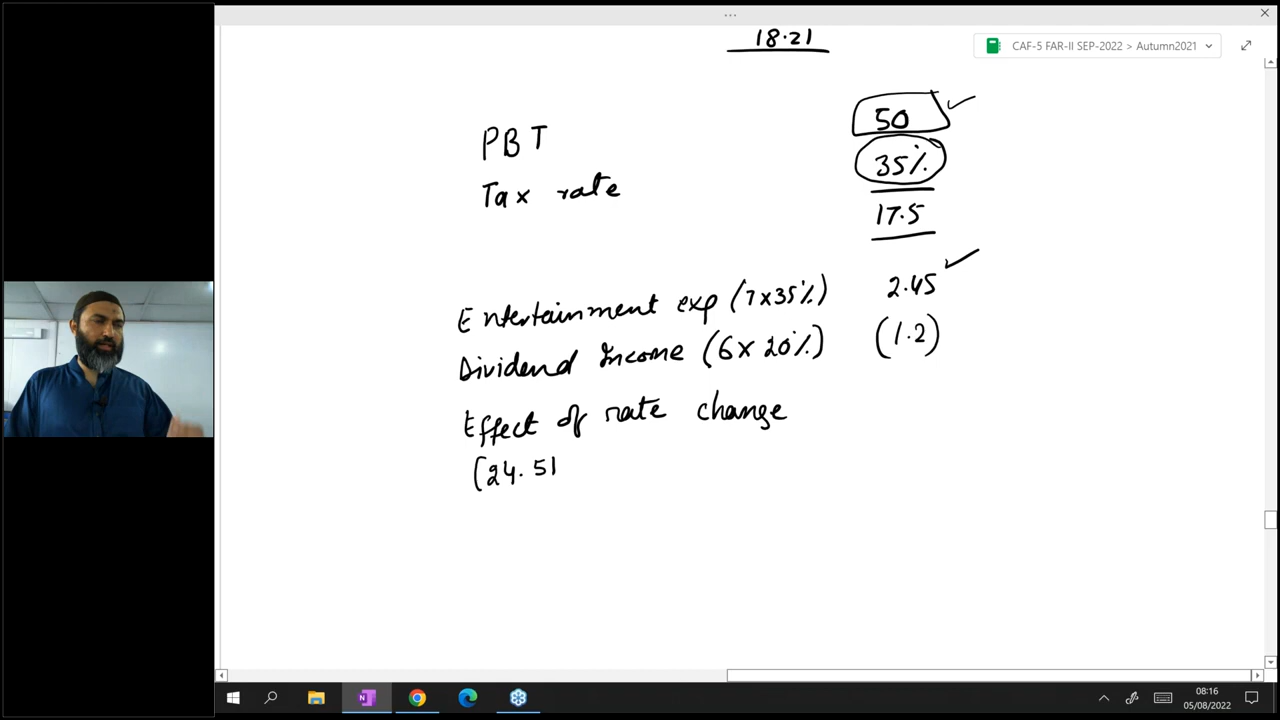 CAF-5 FAR-II SEP-2022 > Autumn2021
18.21
PBT 50
Tax rate 35%
17.5
Entertainment exp (7x35%) 2.45
Dividend Income (6x20%) (1.2)
Effect of rate change
(24.51
08:16
05/08/2022